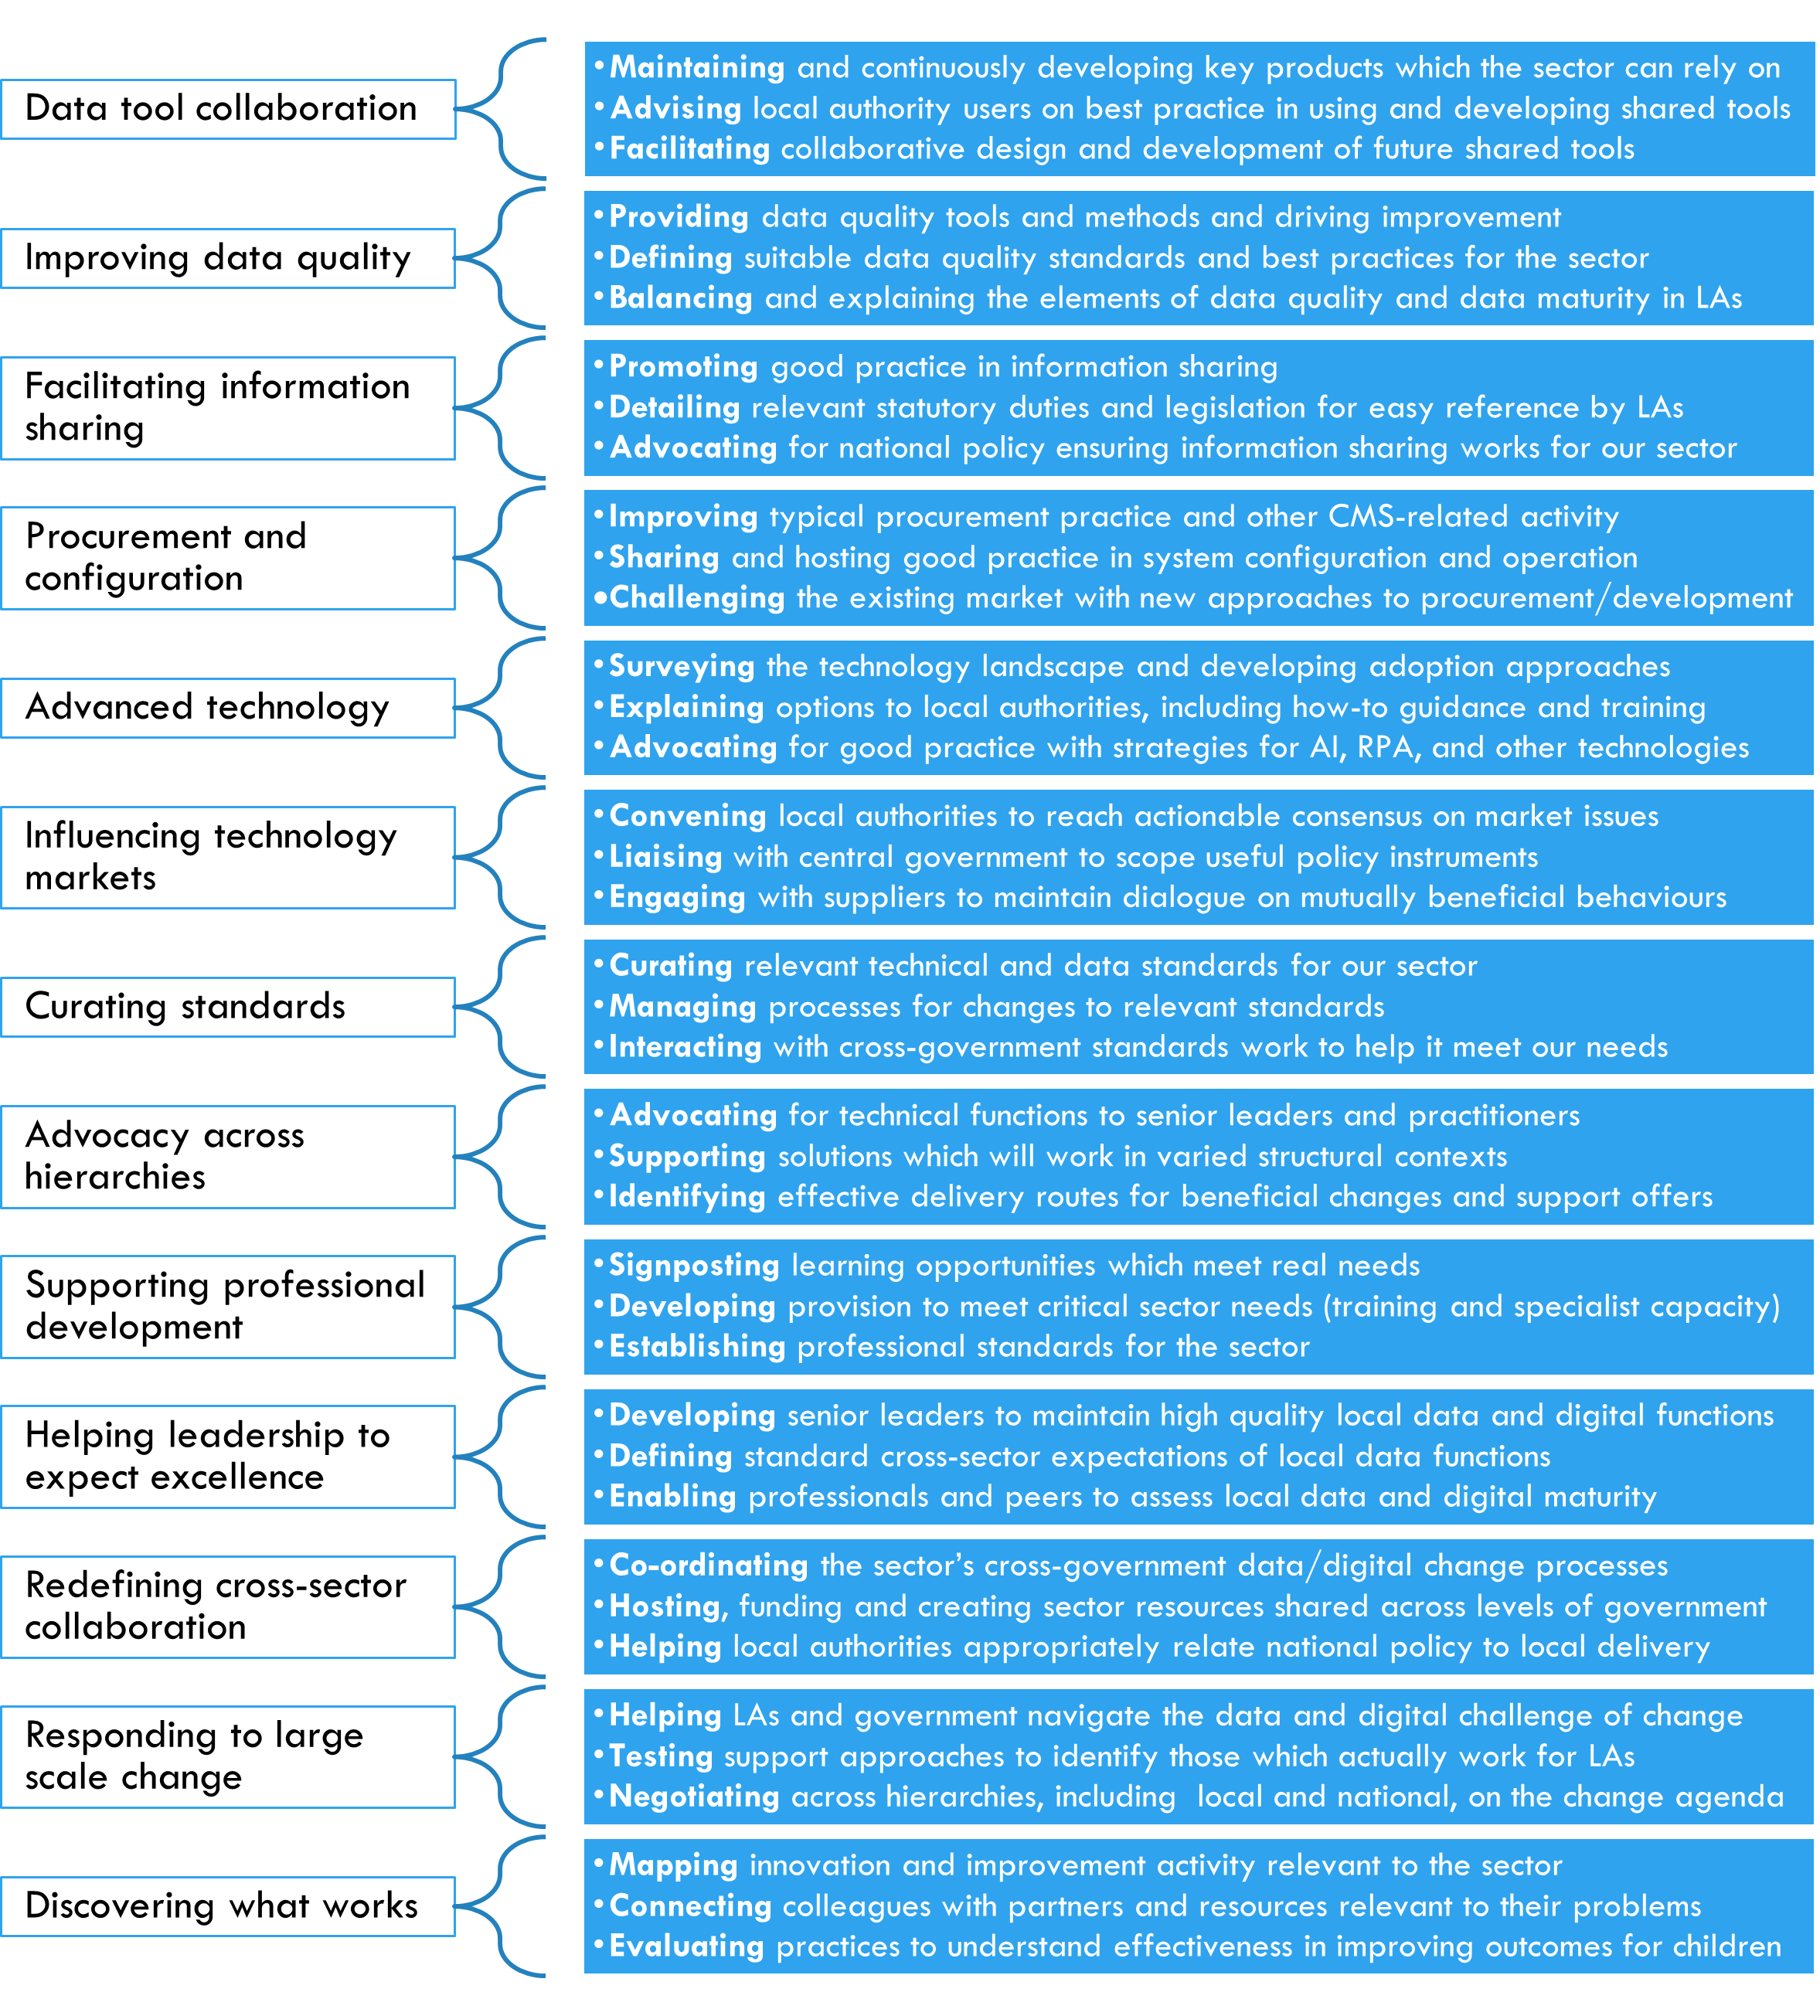 Data tool collaboration
•Maintaining and continuously developing key products which the sector can rely on
•Advising local authority users on best practice in using and developing shared tools
•Facilitating collaborative design and development of future shared tools
Improving data quality
•Providing data quality tools and methods and driving improvement
•Defining suitable data quality standards and best practices for the sector
•Balancing and explaining the elements of data quality and data maturity in LAs
Facilitating information
sharing
•Promoting good practice in information sharing
•Detailing relevant statutory duties and legislation for easy reference by LAs
•Advocating for national policy ensuring information sharing works for our sector
Procurement and
configuration
•Improving typical procurement practice and other CMS-related activity
•Sharing and hosting good practice in system configuration and operation
•Challenging the existing market with new approaches to procurement/development
Advanced technology
•Surveying the technology landscape and developing adoption approaches
•Explaining options to local authorities, including how-to guidance and training
•Advocating for good practice with strategies for AI, RPA, and other technologies
Influencing technology
markets
•Convening local authorities to reach actionable consensus on market issues
•Liaising with central government to scope useful policy instruments
•Engaging with suppliers to maintain dialogue on mutually beneficial behaviours
Curating standards
•Curating relevant technical and data standards for our sector
•Managing processes for changes to relevant standards
•Interacting with cross-government standards work to help it meet our needs
Advocacy across
hierarchies
•Advocating for technical functions to senior leaders and practitioners
•Supporting solutions which will work in varied structural contexts
•Identifying effective delivery routes for beneficial changes and support offers
Supporting professional
development
•Signposting learning opportunities which meet real needs
•Developing provision to meet critical sector needs (training and specialist capacity)
•Establishing professional standards for the sector
Helping leadership to
expect excellence
•Developing senior leaders to maintain high quality local data and digital functions
•Defining standard cross-sector expectations of local data functions
•Enabling professionals and peers to assess local data and digital maturity
Redefining cross-sector
collaboration
•Co-ordinating the sector’s cross-government data/digital change processes
•Hosting, funding and creating sector resources shared across levels of government
•Helping local authorities appropriately relate national policy to local delivery
Responding to large
scale change
•Helping LAs and government navigate the data and digital challenge of change
•Testing support approaches to identify those which actually work for LAs
•Negotiating across hierarchies, including  local and national, on the change agenda
Discovering what works
•Mapping innovation and improvement activity relevant to the sector
•Connecting colleagues with partners and resources relevant to their problems
•Evaluating practices to understand effectiveness in improving outcomes for children